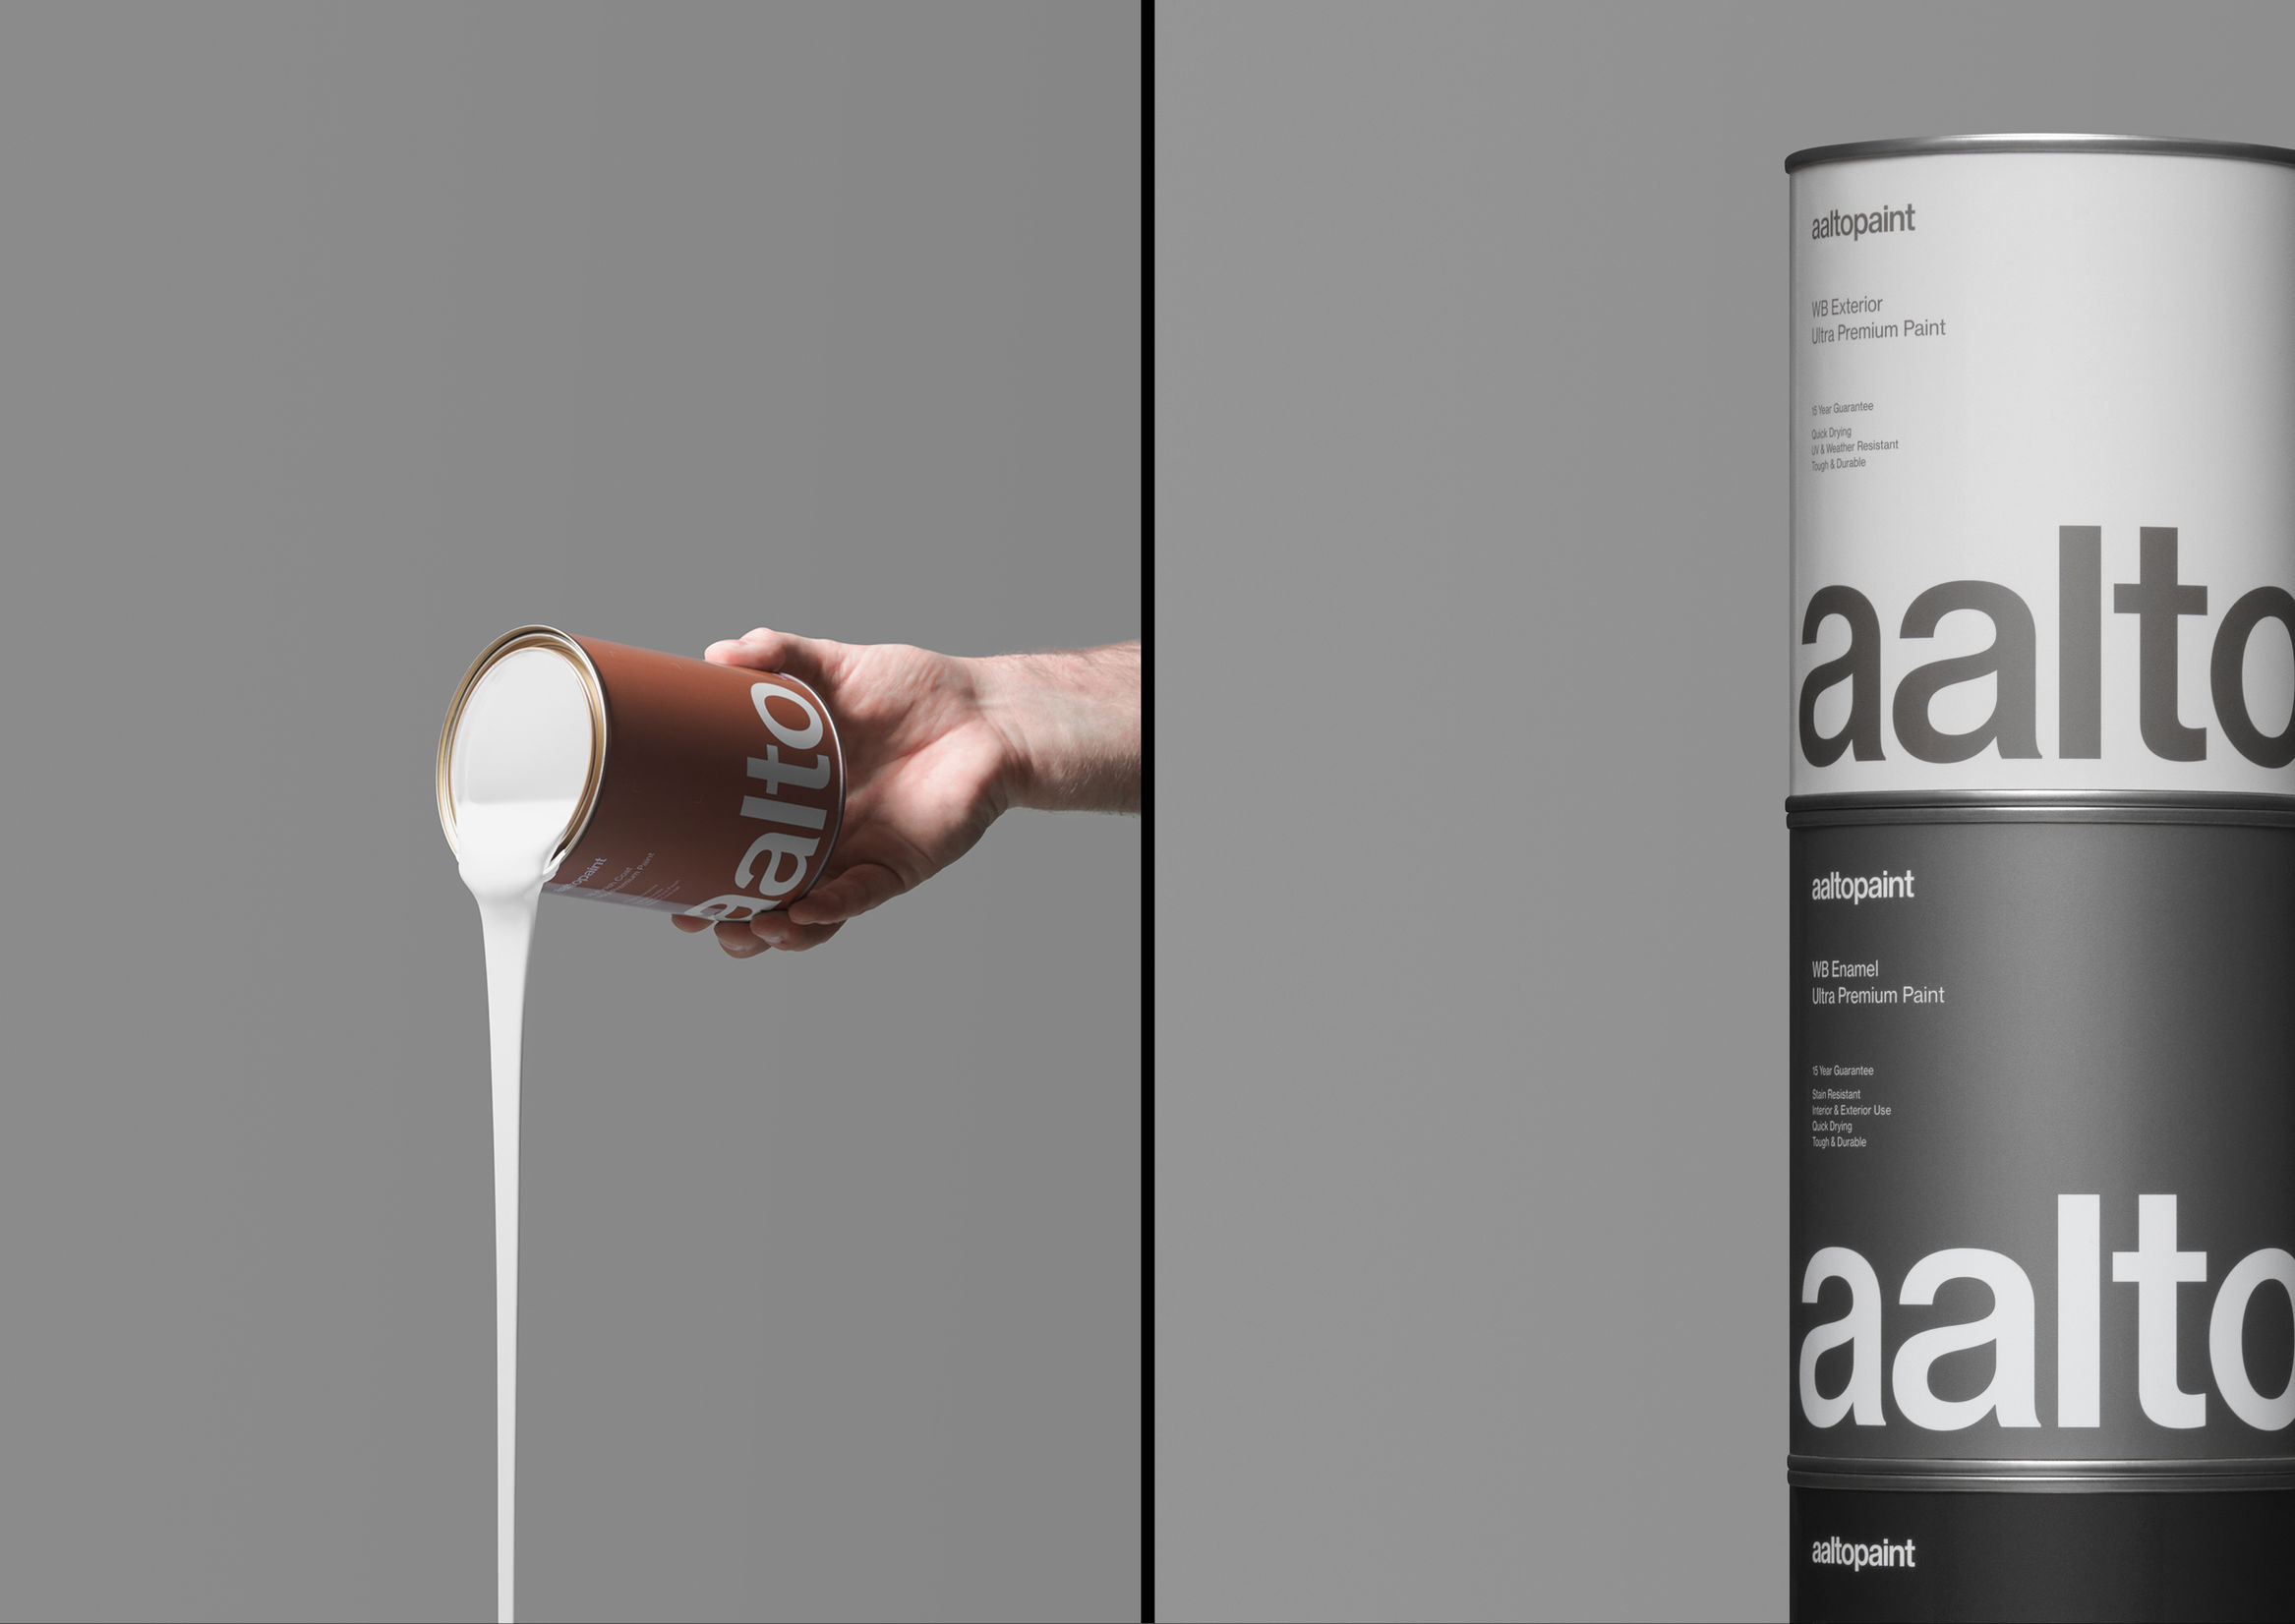 aalto
aaltopaint
WB Exterior
Ultra Premium Paint
15 Year Guarantee
Quick Drying
UV & Weather Resistant
Tough & Durable
aalto
aaltopaint
WB Enamel
Ultra Premium Paint
15 Year Guarantee
Stain Resistant
Interior & Exterior Use
Quick Drying
Tough & Durable
aalto
aaltopaint